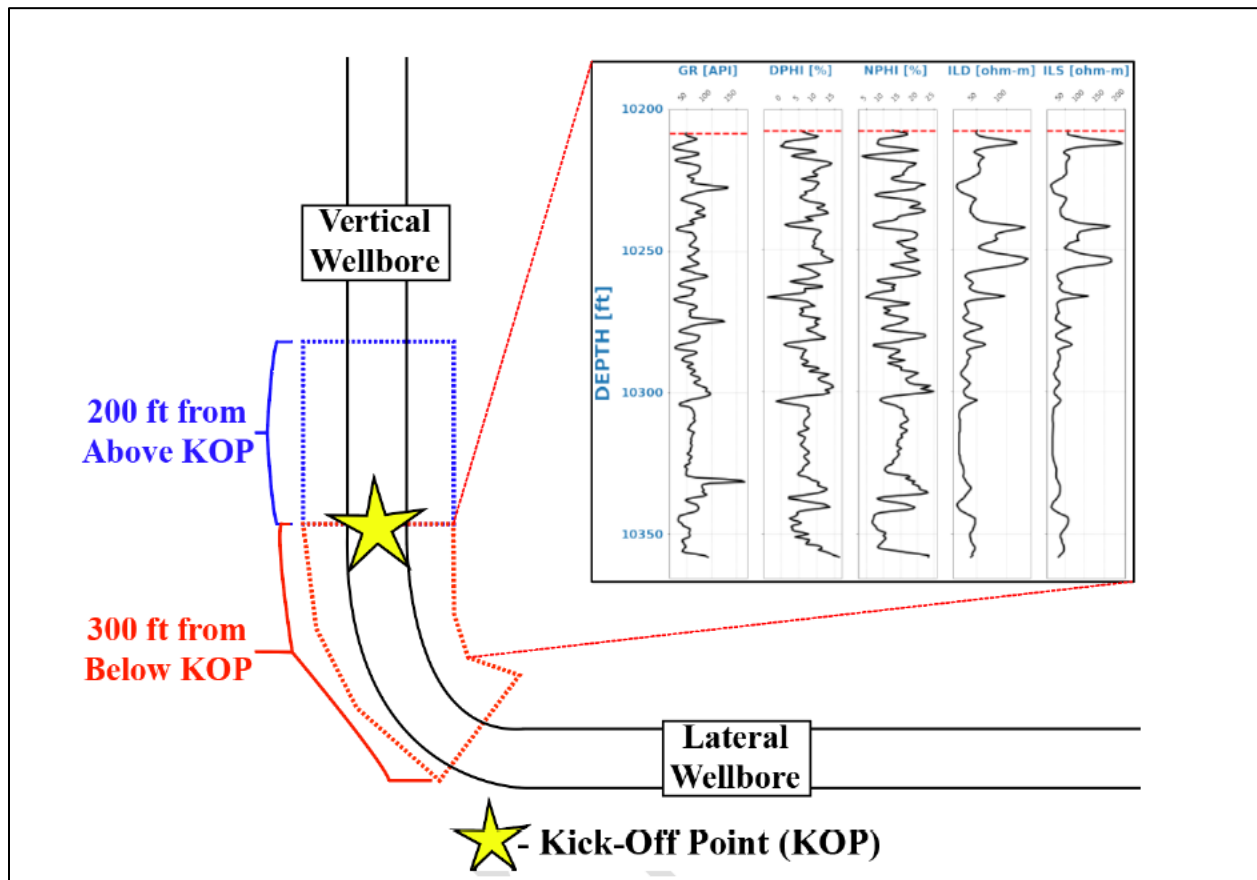 GR [API] DPHI [%] NPHI [%] ILD [ohm-m] ILS [ohm-m]
50 100 150 0 5 10 15 5 10 15 20 25 50 100 50 100 150 200
10200
10250
10300
10350
DEPTH [ft]
Vertical
Wellbore
200 ft from
Above KOP
300 ft from
Below KOP
Lateral
Wellbore
- Kick-Off Point (KOP)